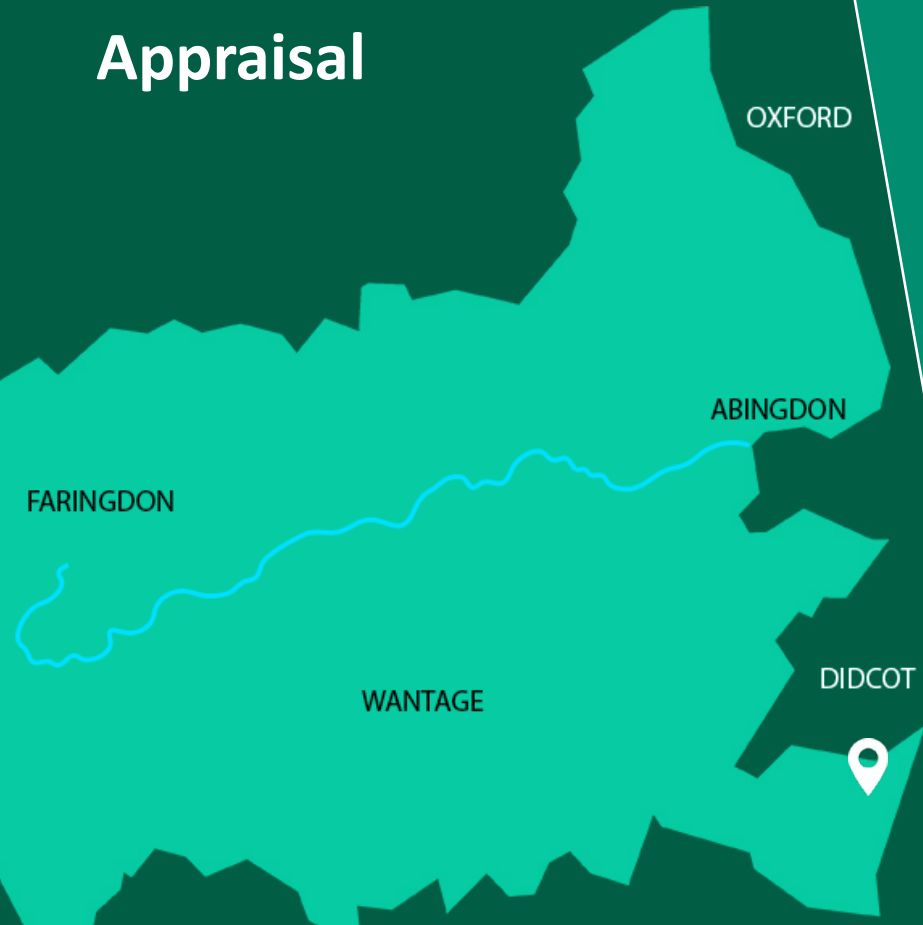 Appraisal
OXFORD
ABINGDON
FARINGDON
DIDCOT
WANTAGE